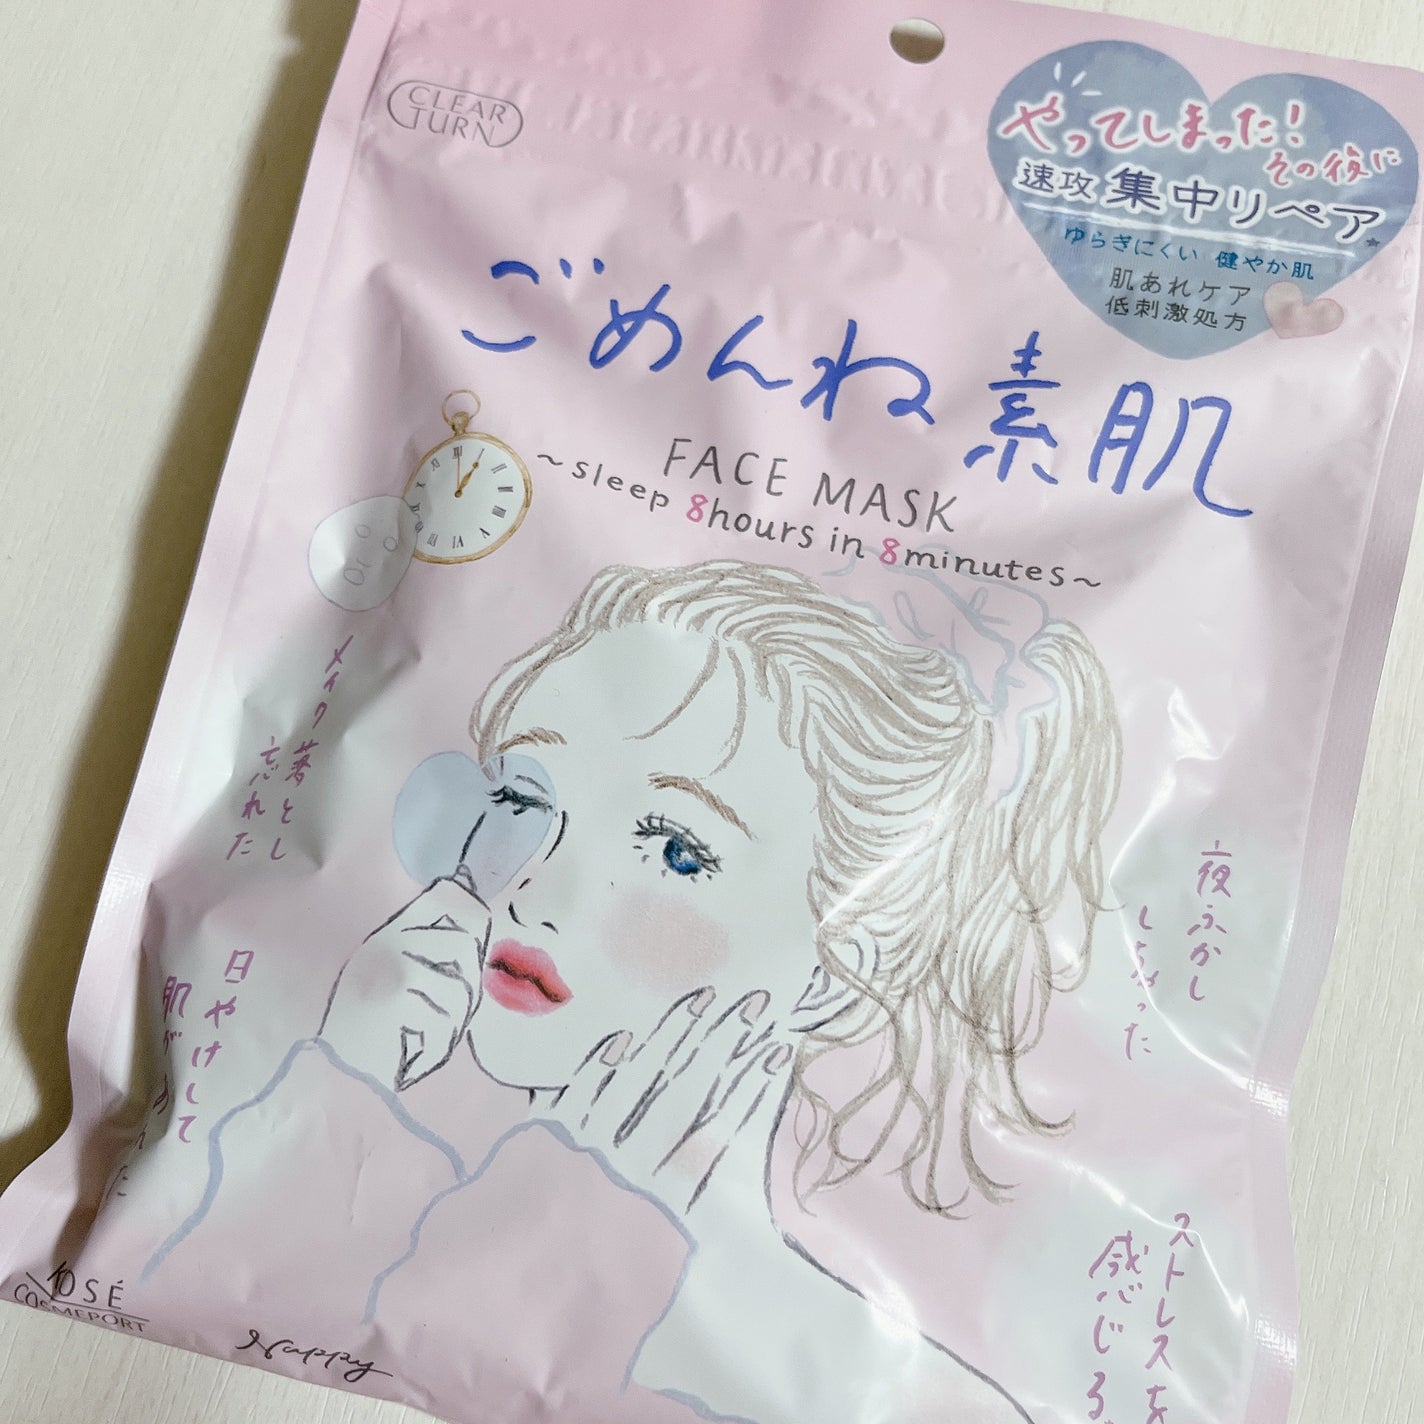 CLEAR
TURN
やってしまった!
その後に
速攻 集中リペア*
ゆらぎにくい 健やか肌
肌あれケア
低刺激処方
ごめんね素肌
FACE MASK
~sleep 8hours in 8minutes~
メイク落とし
忘れた
夜ふかし
しちゃった
日やけして
肌が
ストレスを
感じる
KOSÉ
COSMEPORT
Happy